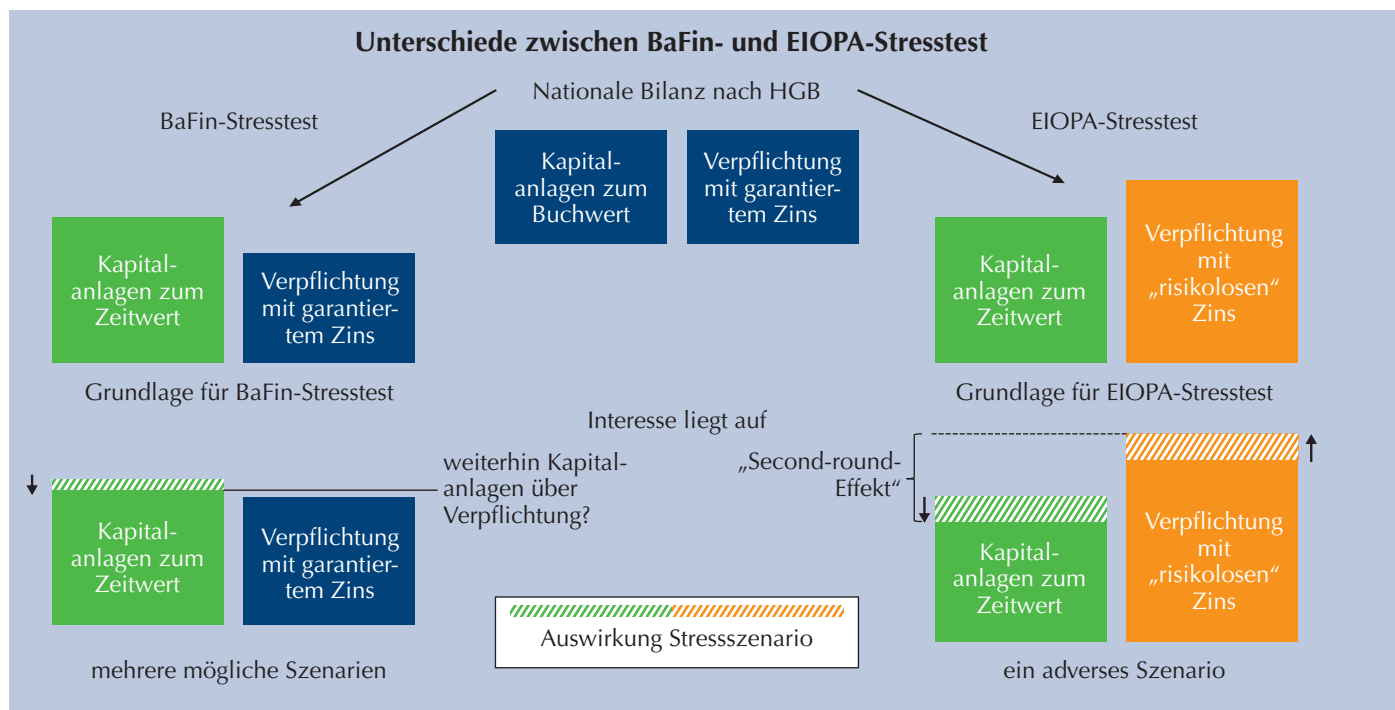 Unterschiede zwischen BaFin- und EIOPA-Stresstest
Nationale Bilanz nach HGB
BaFin-Stresstest
EIOPA-Stresstest
Kapital-
anlagen zum
Buchwert
Verpflichtung
mit garantier-
tem Zins
Kapital-
anlagen zum
Zeitwert
Verpflichtung
mit garantier-
tem Zins
Kapital-
anlagen zum
Zeitwert
Verpflichtung
mit
„risikolosen“
Zins
Grundlage für BaFin-Stresstest
Grundlage für EIOPA-Stresstest
Interesse liegt auf
weiterhin Kapital-
anlagen über
Verpflichtung?
„Second-round-
Effekt“
Kapital-
anlagen zum
Zeitwert
Verpflichtung
mit garantier-
tem Zins
Kapital-
anlagen zum
Zeitwert
Verpflichtung
mit
„risikolosen“
Zins
Auswirkung Stressszenario
mehrere mögliche Szenarien
ein adverses Szenario